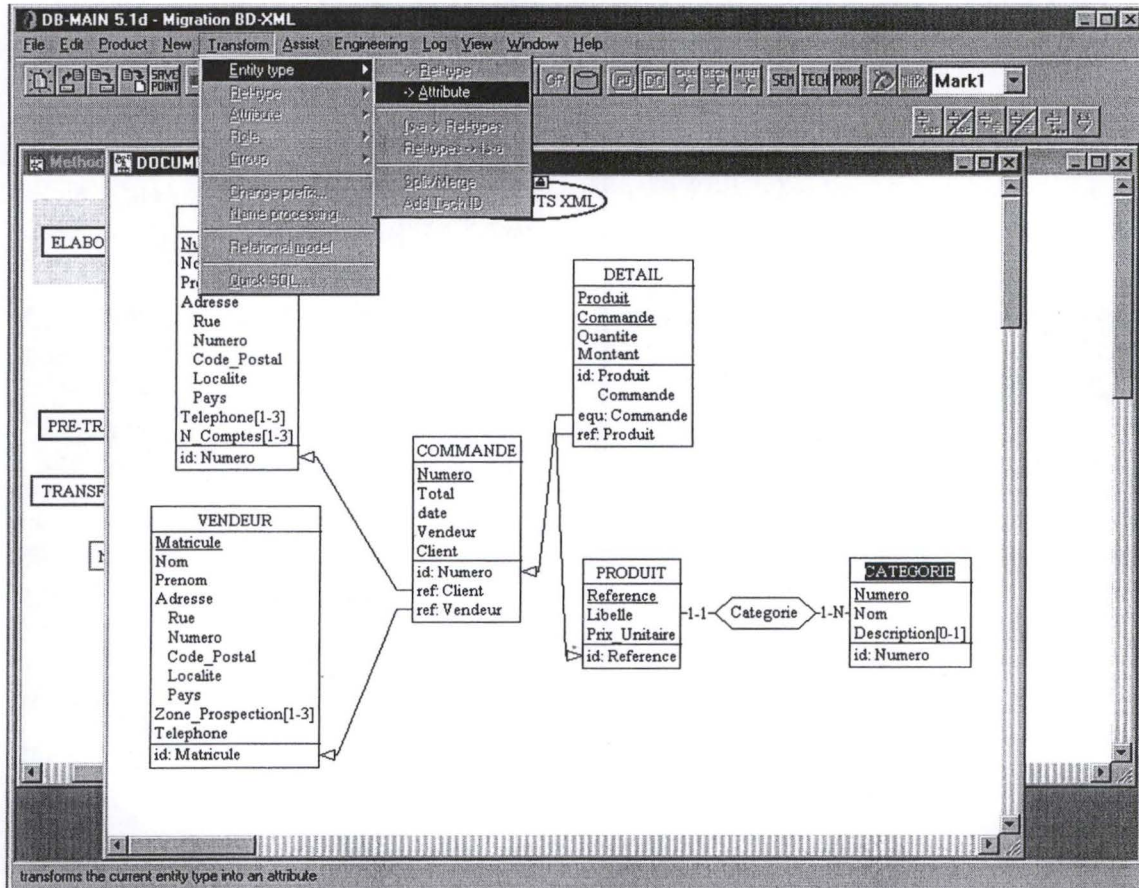 DB-MAIN 5.1d - Migration BD-XML
File Edit Product New Transform Assist Engineering Log View Window Help
SAVE POINT
SEM TECH PROP
MARK
Mark1
Entity type
Rel-type
Attribute
Role
Group
Change prefix...
Name processing...
Relational model
Quick SQL...
-> Rel-type
-> Attribute
Is-a -> Rel-types
Rel-types -> Is-a
Split/Merge
Add Tech ID
Method
DOCUM
NTS XML
ELABO
PRE-TR
TRANSF
Nu
No
Pr
Adresse
Rue
Numero
Code_Postal
Localite
Pays
Telephone[1-3]
N_Comptes[1-3]
id: Numero
VENDEUR
Matricule
Nom
Prenom
Adresse
Rue
Numero
Code_Postal
Localite
Pays
Zone_Prospection[1-3]
Telephone
id: Matricule
COMMANDE
Numero
Total
date
Vendeur
Client
id: Numero
ref: Client
ref: Vendeur
DETAIL
Produit
Commande
Quantite
Montant
id: Produit
Commande
equ: Commande
ref: Produit
PRODUIT
Reference
Libelle
Prix_Unitaire
id: Reference
1-1
Categorie
1-N
CATEGORIE
Numero
Nom
Description[0-1]
id: Numero
transforms the current entity type into an attribute